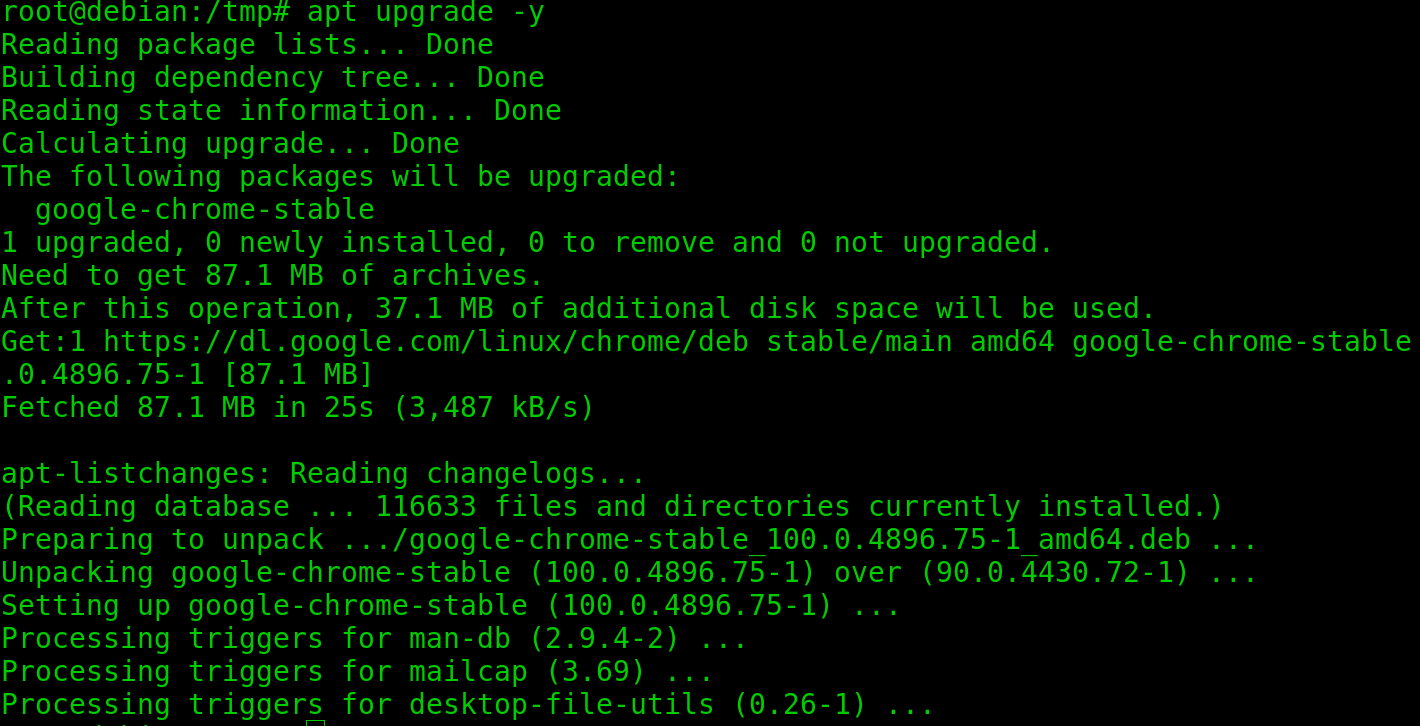 root@debian:/tmp# apt upgrade -y
Reading package lists... Done
Building dependency tree... Done
Reading state information... Done
Calculating upgrade... Done
The following packages will be upgraded:
  google-chrome-stable
1 upgraded, 0 newly installed, 0 to remove and 0 not upgraded.
Need to get 87.1 MB of archives.
After this operation, 37.1 MB of additional disk space will be used.
Get:1 https://dl.google.com/linux/chrome/deb stable/main amd64 google-chrome-stable
.0.4896.75-1 [87.1 MB]
Fetched 87.1 MB in 25s (3,487 kB/s)

apt-listchanges: Reading changelogs...
(Reading database ... 116633 files and directories currently installed.)
Preparing to unpack .../google-chrome-stable_100.0.4896.75-1_amd64.deb ...
Unpacking google-chrome-stable (100.0.4896.75-1) over (90.0.4430.72-1) ...
Setting up google-chrome-stable (100.0.4896.75-1) ...
Processing triggers for man-db (2.9.4-2) ...
Processing triggers for mailcap (3.69) ...
Processing triggers for desktop-file-utils (0.26-1) ...